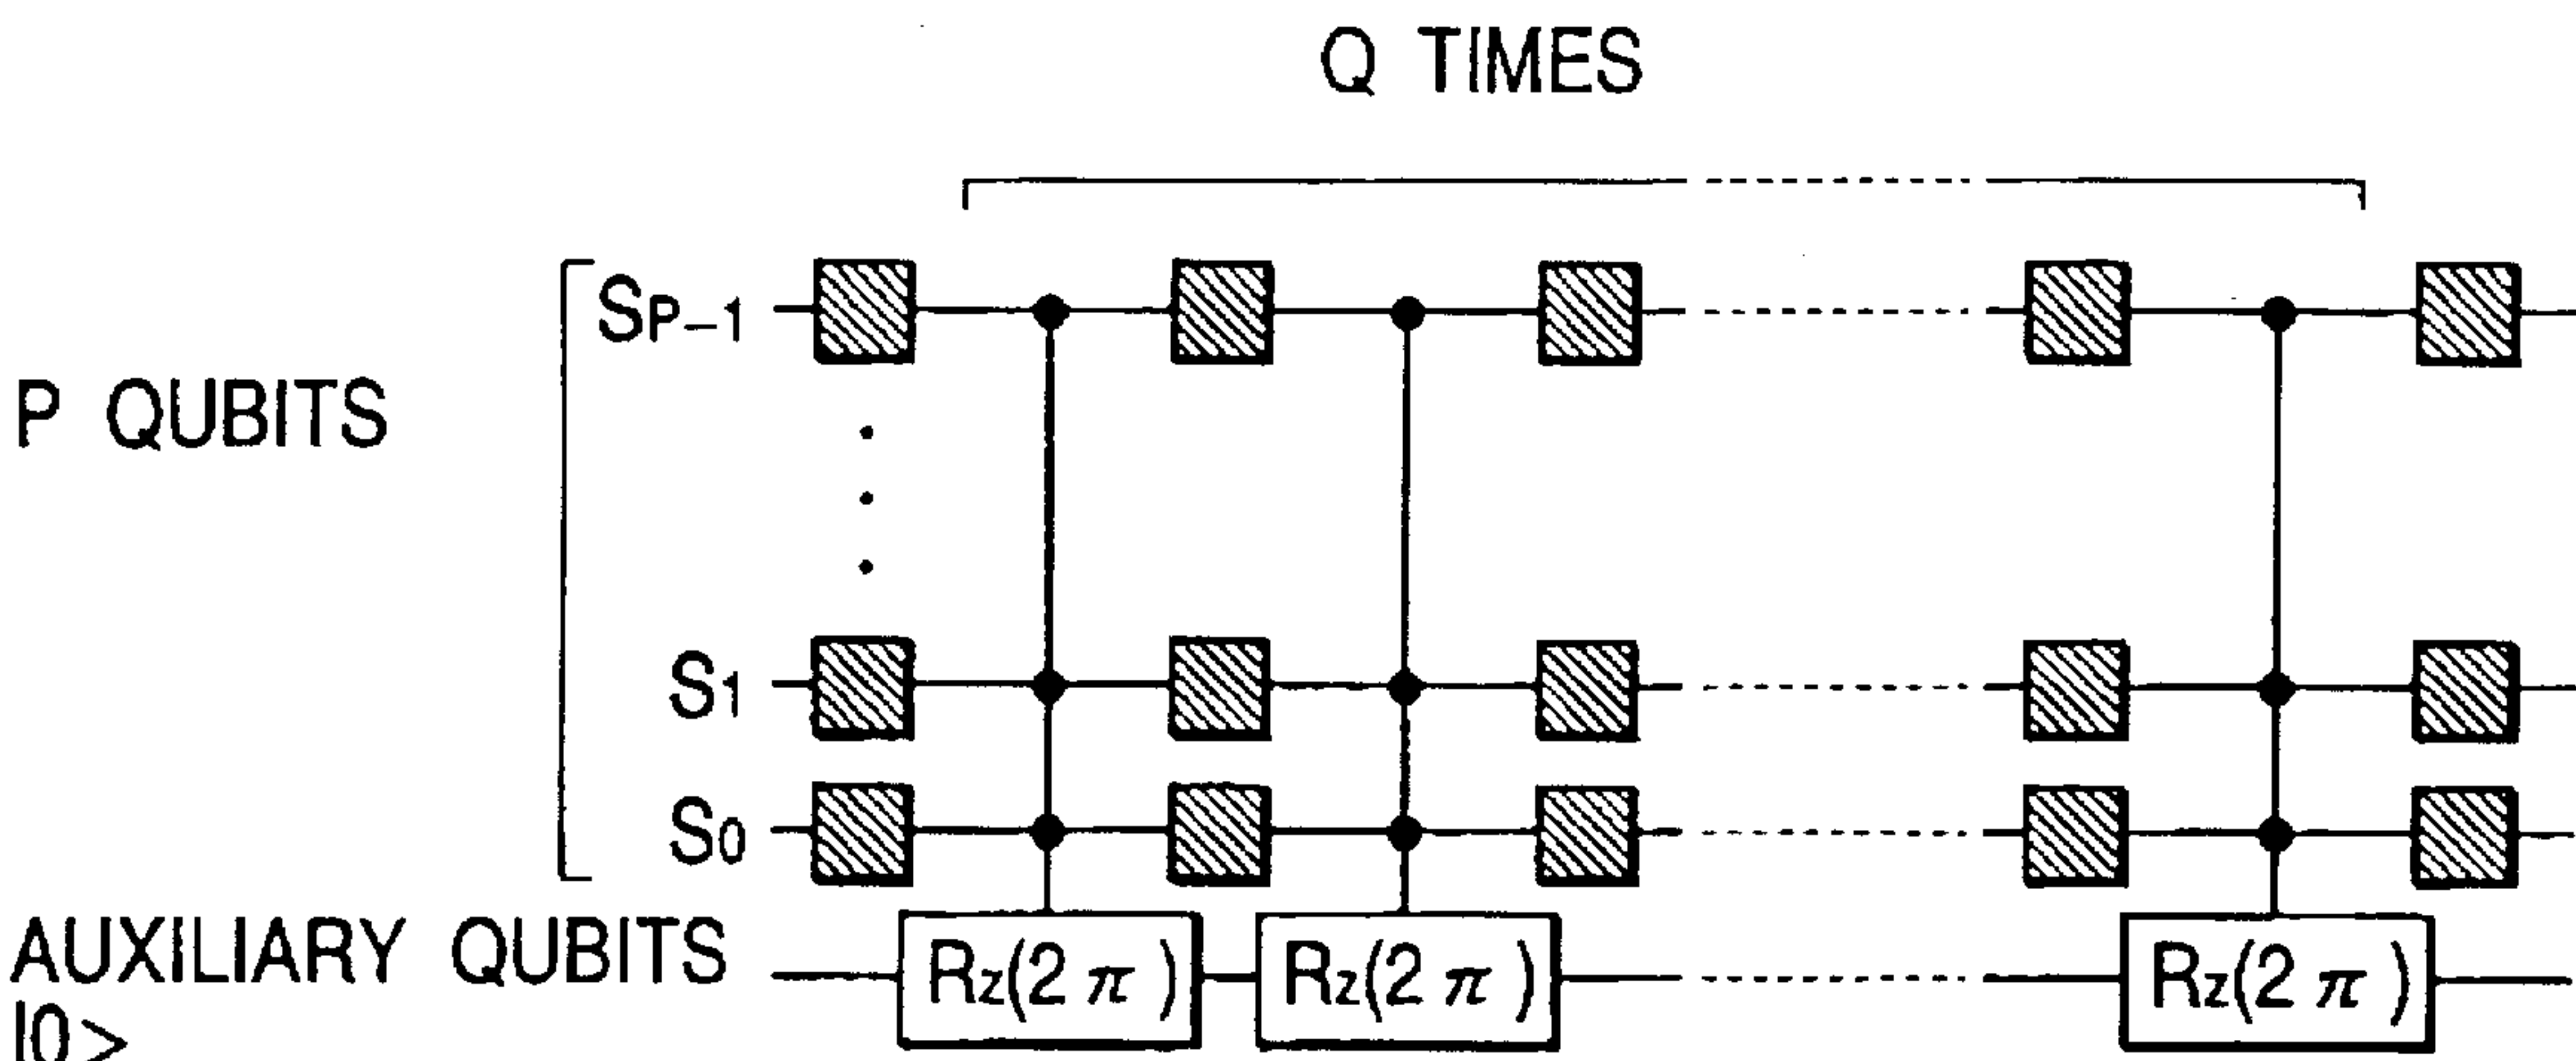 Q TIMES
SP-1
P QUBITS
S1
S0
AUXILIARY QUBITS
|0>
Rz(2π) Rz(2π) Rz(2π)